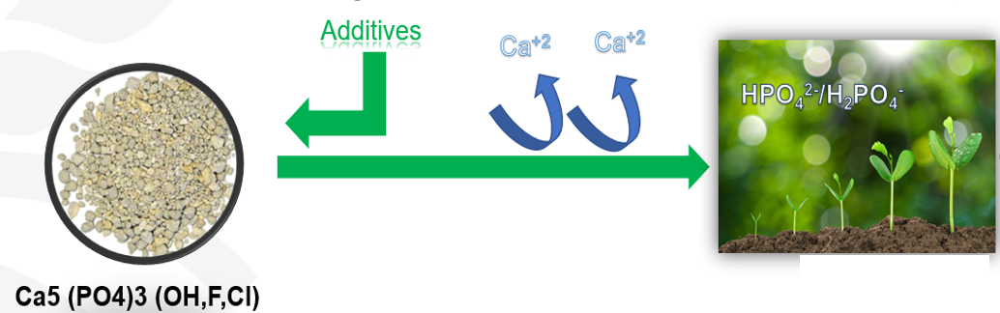 Additives
Ca+2
Ca+2
HPO42-/H2PO4-
Ca5 (PO4)3 (OH,F,Cl)